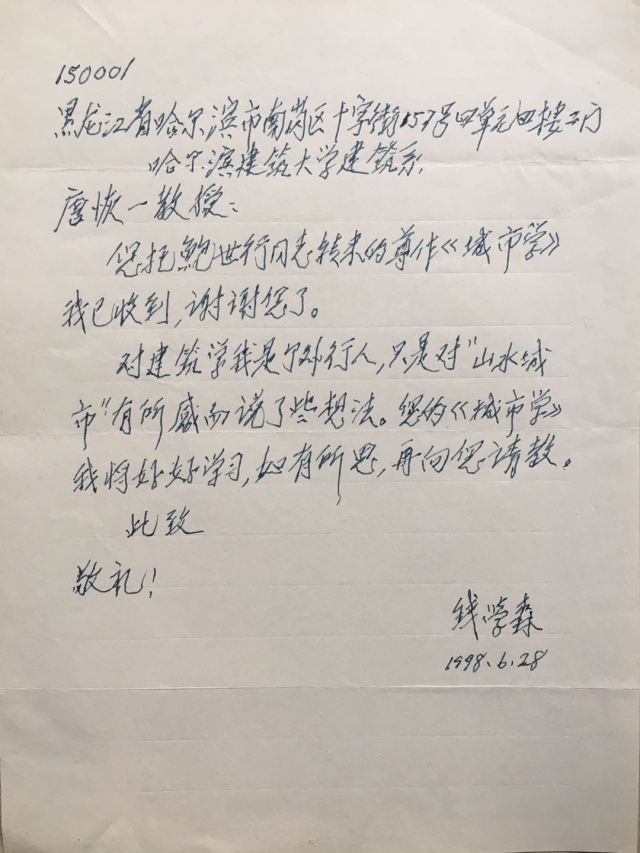 150001
黑龙江省哈尔滨市南岗区十字街157号四单元四楼二门
哈尔滨建筑大学建筑系
唐恢一教授：
您托鲍世行同志转来的尊作《城市学》
我已收到，谢谢您了。
对建筑学我是个外行人，只是对“山水城
市”有所感而说了些想法。您的《城市学》
我将好好学习，如有所思，再向您请教。
此致
敬礼！
钱学森
1998.6.28